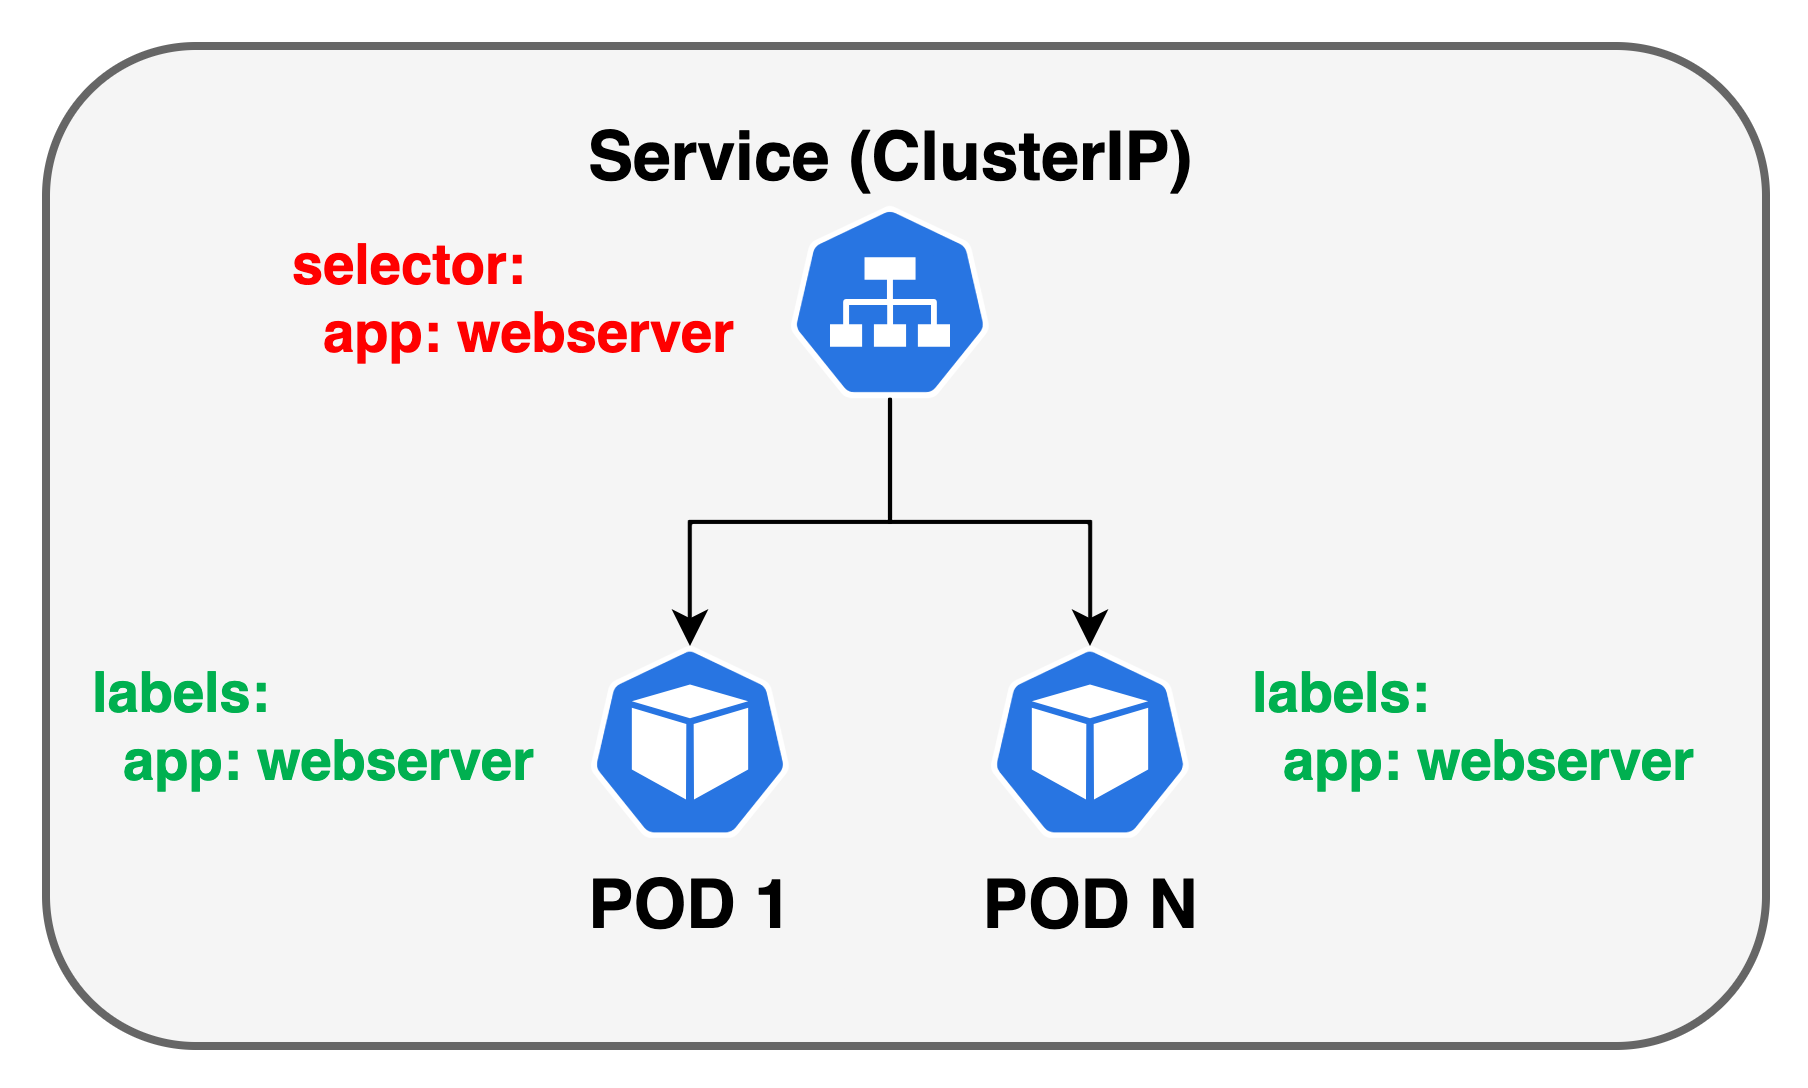 Service (ClusterIP)
selector:
app: webserver
labels:
app: webserver
labels:
app: webserver
POD 1
POD N